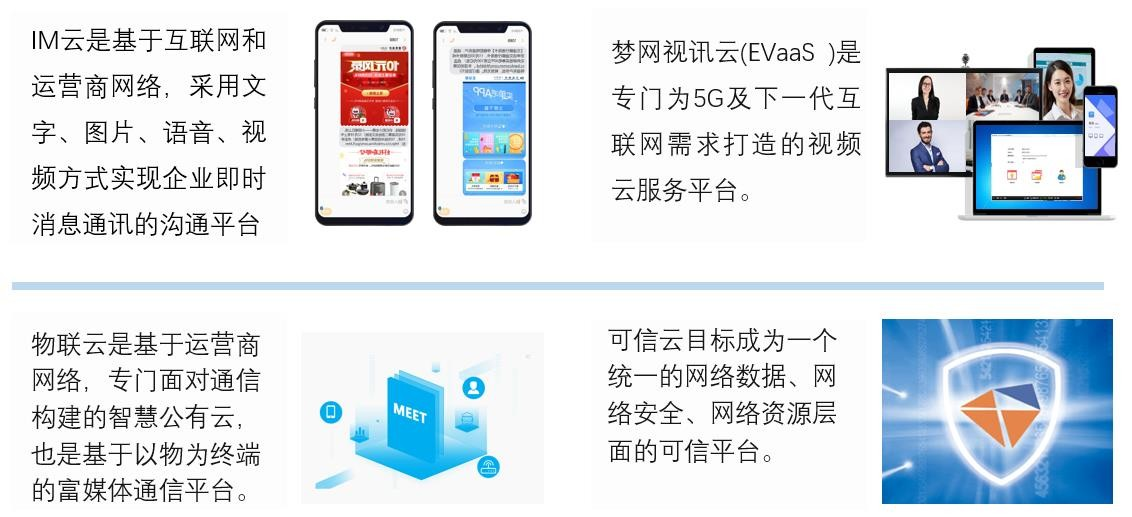 IM云是基于互联网和
运营商网络，采用文
字、图片、语音、视
频方式实现企业即时
消息通讯的沟通平台
梦网视讯云(EVaaS )是
专门为5G及下一代互
联网需求打造的视频
云服务平台。
物联云是基于运营商
网络，专门面对通信
构建的智慧公有云，
也是基于以物为终端
的富媒体通信平台。
MEET
可信云目标成为一个
统一的网络数据、网
络安全、网络资源层
面的可信平台。